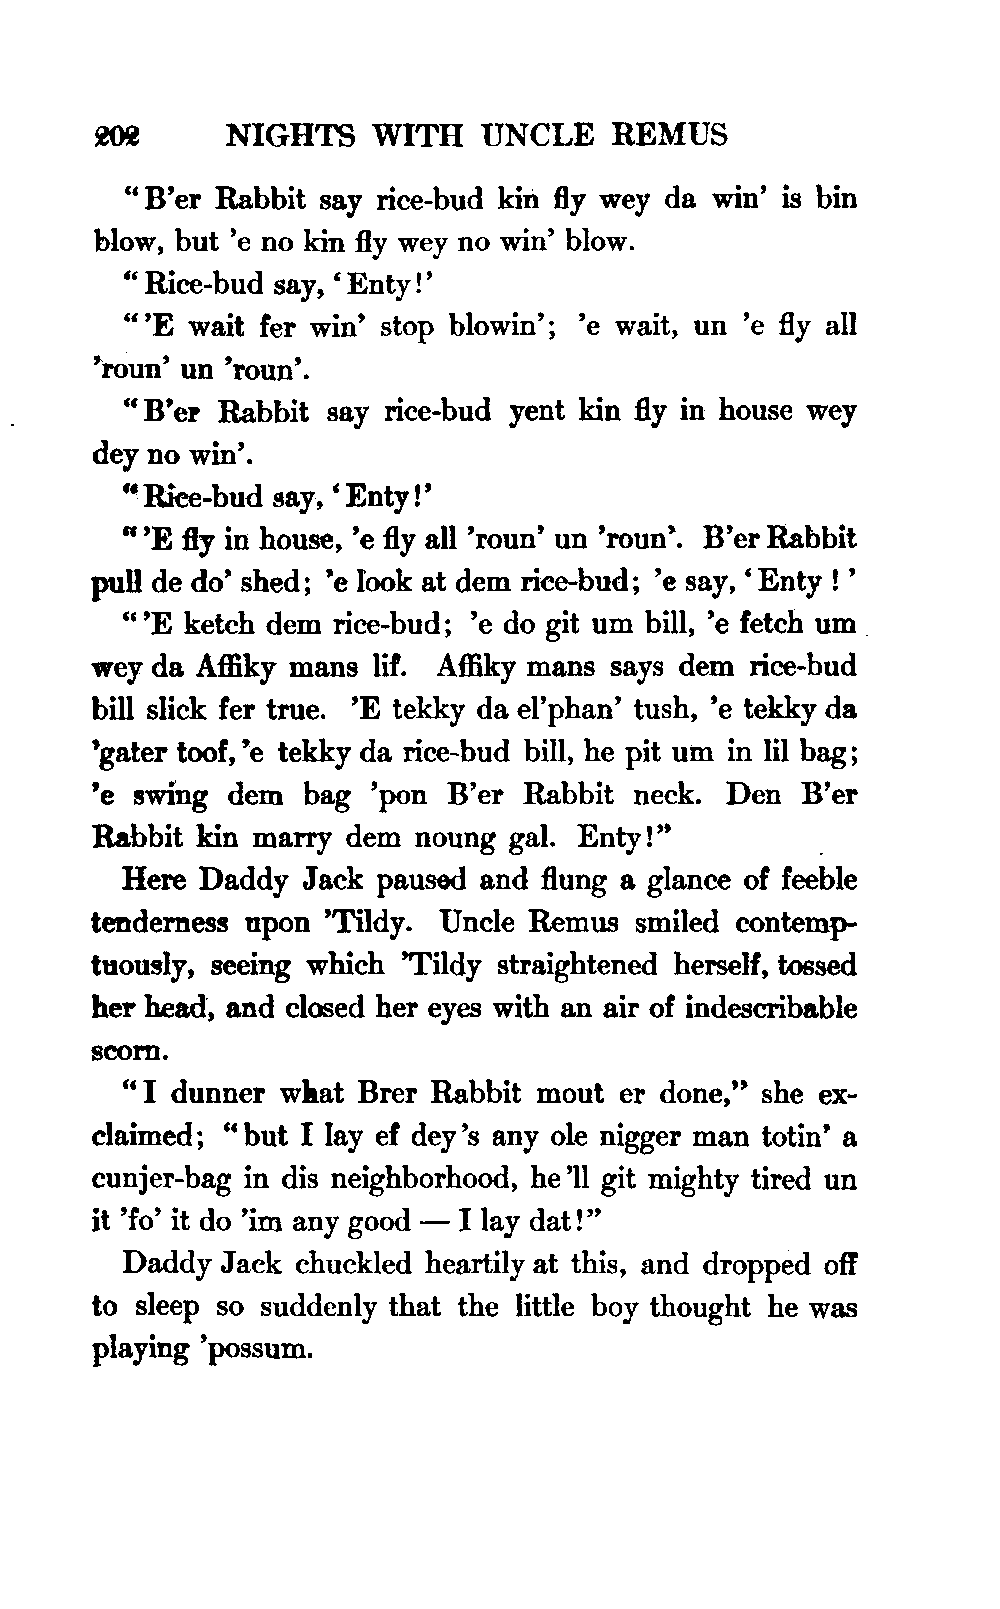 202 NIGHTS WITH UNCLE REMUS
"B'er Rabbit say rice-bud kin fly wey da win' is bin
blow, but 'e no kin fly wey no win' blow.
"Rice-bud say, 'Enty!'
"'E wait fer win' stop blowin'; 'e wait, un 'e fly all
'roun' un 'roun'.
"B'er Rabbit say rice-bud yent kin fly in house wey
dey no win'.
"Rice-bud say, 'Enty!'
"'E fly in house, 'e fly all 'roun' un 'roun'. B'er Rabbit
pull de do' shed; 'e look at dem rice-bud; 'e say, 'Enty!'
"'E ketch dem rice-bud; 'e do git um bill, 'e fetch um
wey da Affiky mans lif. Affiky mans says dem rice-bud
bill slick fer true. 'E tekky da el'phan' tush, 'e tekky da
'gater toof, 'e tekky da rice-bud bill, he pit um in lil bag;
'e swing dem bag 'pon B'er Rabbit neck. Den B'er
Rabbit kin marry dem noung gal. Enty!"
Here Daddy Jack paused and flung a glance of feeble
tenderness upon 'Tildy. Uncle Remus smiled contemp-
tuously, seeing which 'Tildy straightened herself, tossed
her head, and closed her eyes with an air of indescribable
scorn.
"I dunner what Brer Rabbit mout er done," she ex-
claimed; "but I lay ef dey's any ole nigger man totin' a
cunjer-bag in dis neighborhood, he'll git mighty tired un
it 'fo' it do 'im any good — I lay dat!"
Daddy Jack chuckled heartily at this, and dropped off
to sleep so suddenly that the little boy thought he was
playing 'possum.